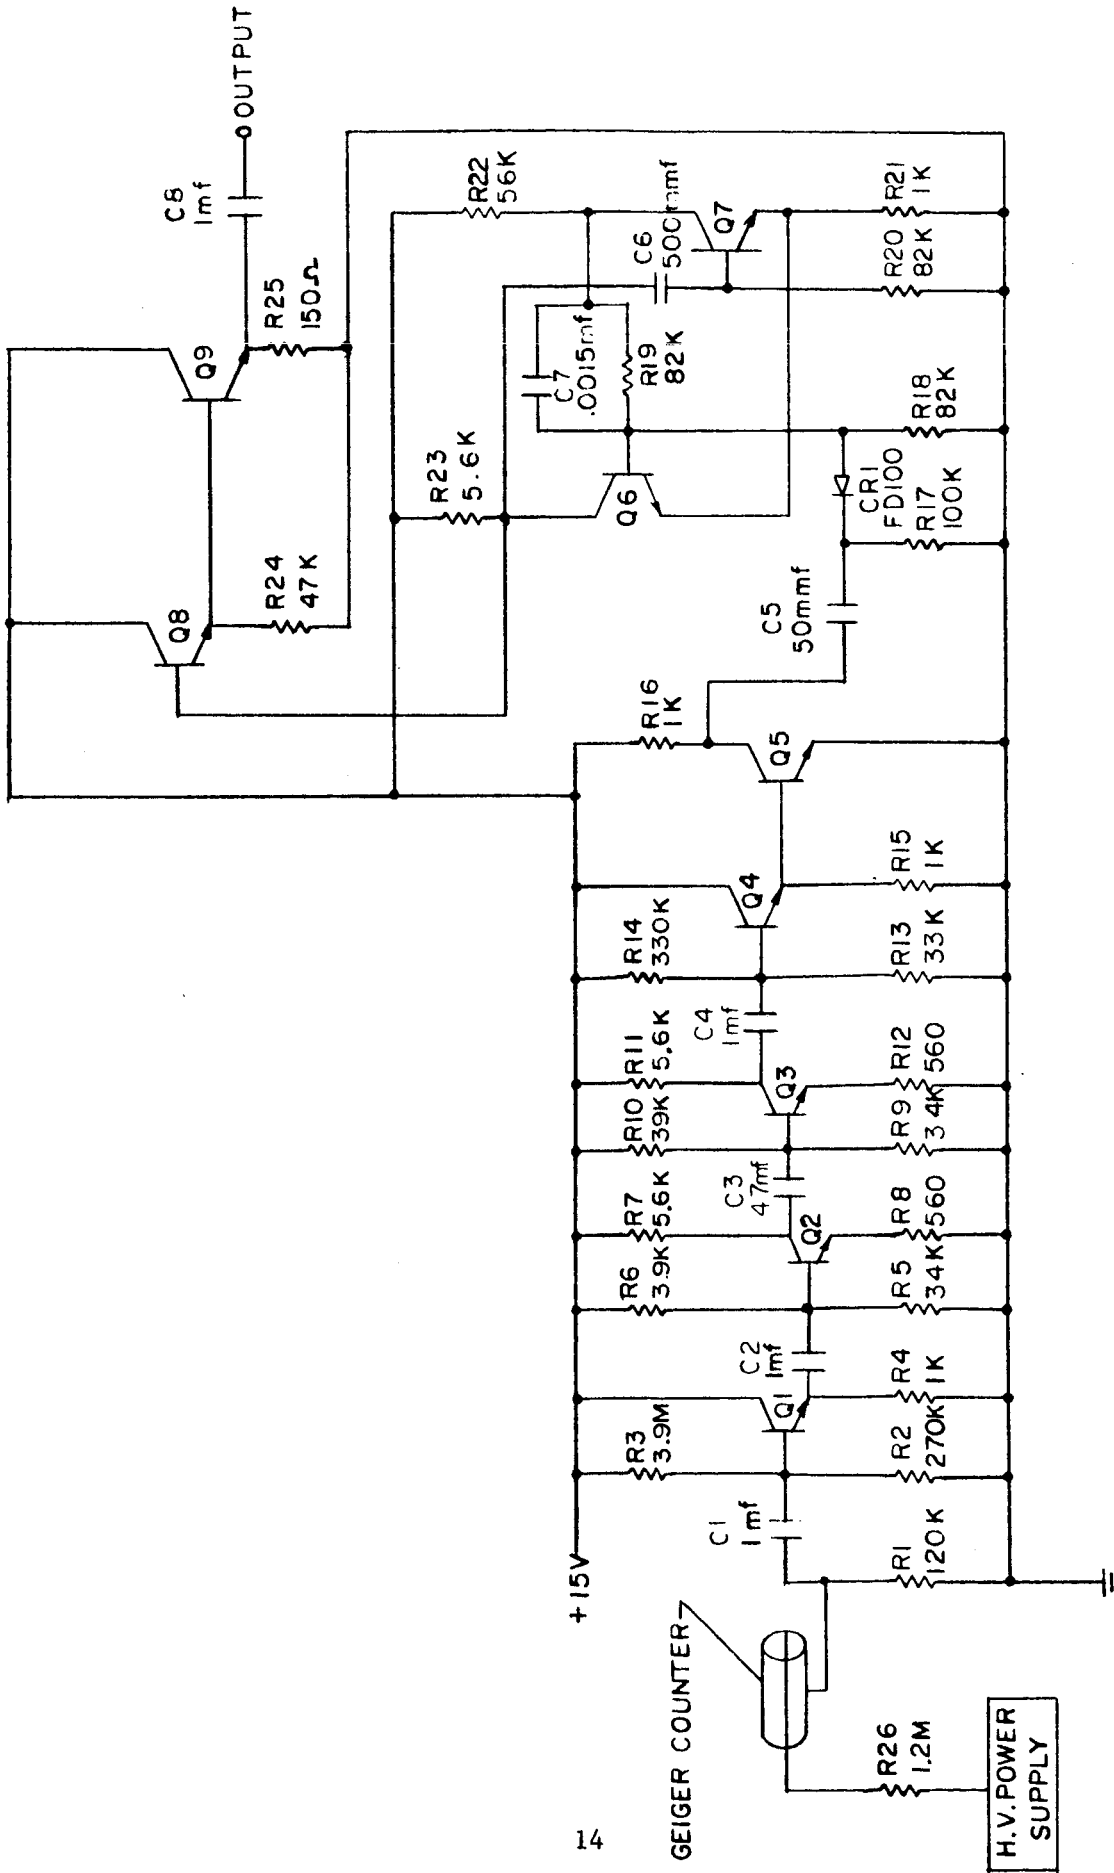 C8
1mf
OUTPUT
Q9
R25
150Ω
Q8
R24
47K
R22
56K
R23
5.6K
C7
.0015mf
R19
82K
C6
500mmf
Q7
Q6
R21
1K
R20
82K
R18
82K
CR1
FD100
R17
100K
C5
50mmf
R16
1K
Q5
Q4
R15
1K
R14
330K
R13
33K
C4
1mf
R11
5.6K
R10
39K
Q3
R12
560
R9
34K
C3
47mf
R7
5.6K
R6
3.9K
Q2
R8
560
R5
34K
C2
1mf
Q1
R4
1K
R3
3.9M
R2
270K
C1
1mf
R1
120K
+15V
GEIGER COUNTER
R26
1.2M
H.V. POWER
SUPPLY
14